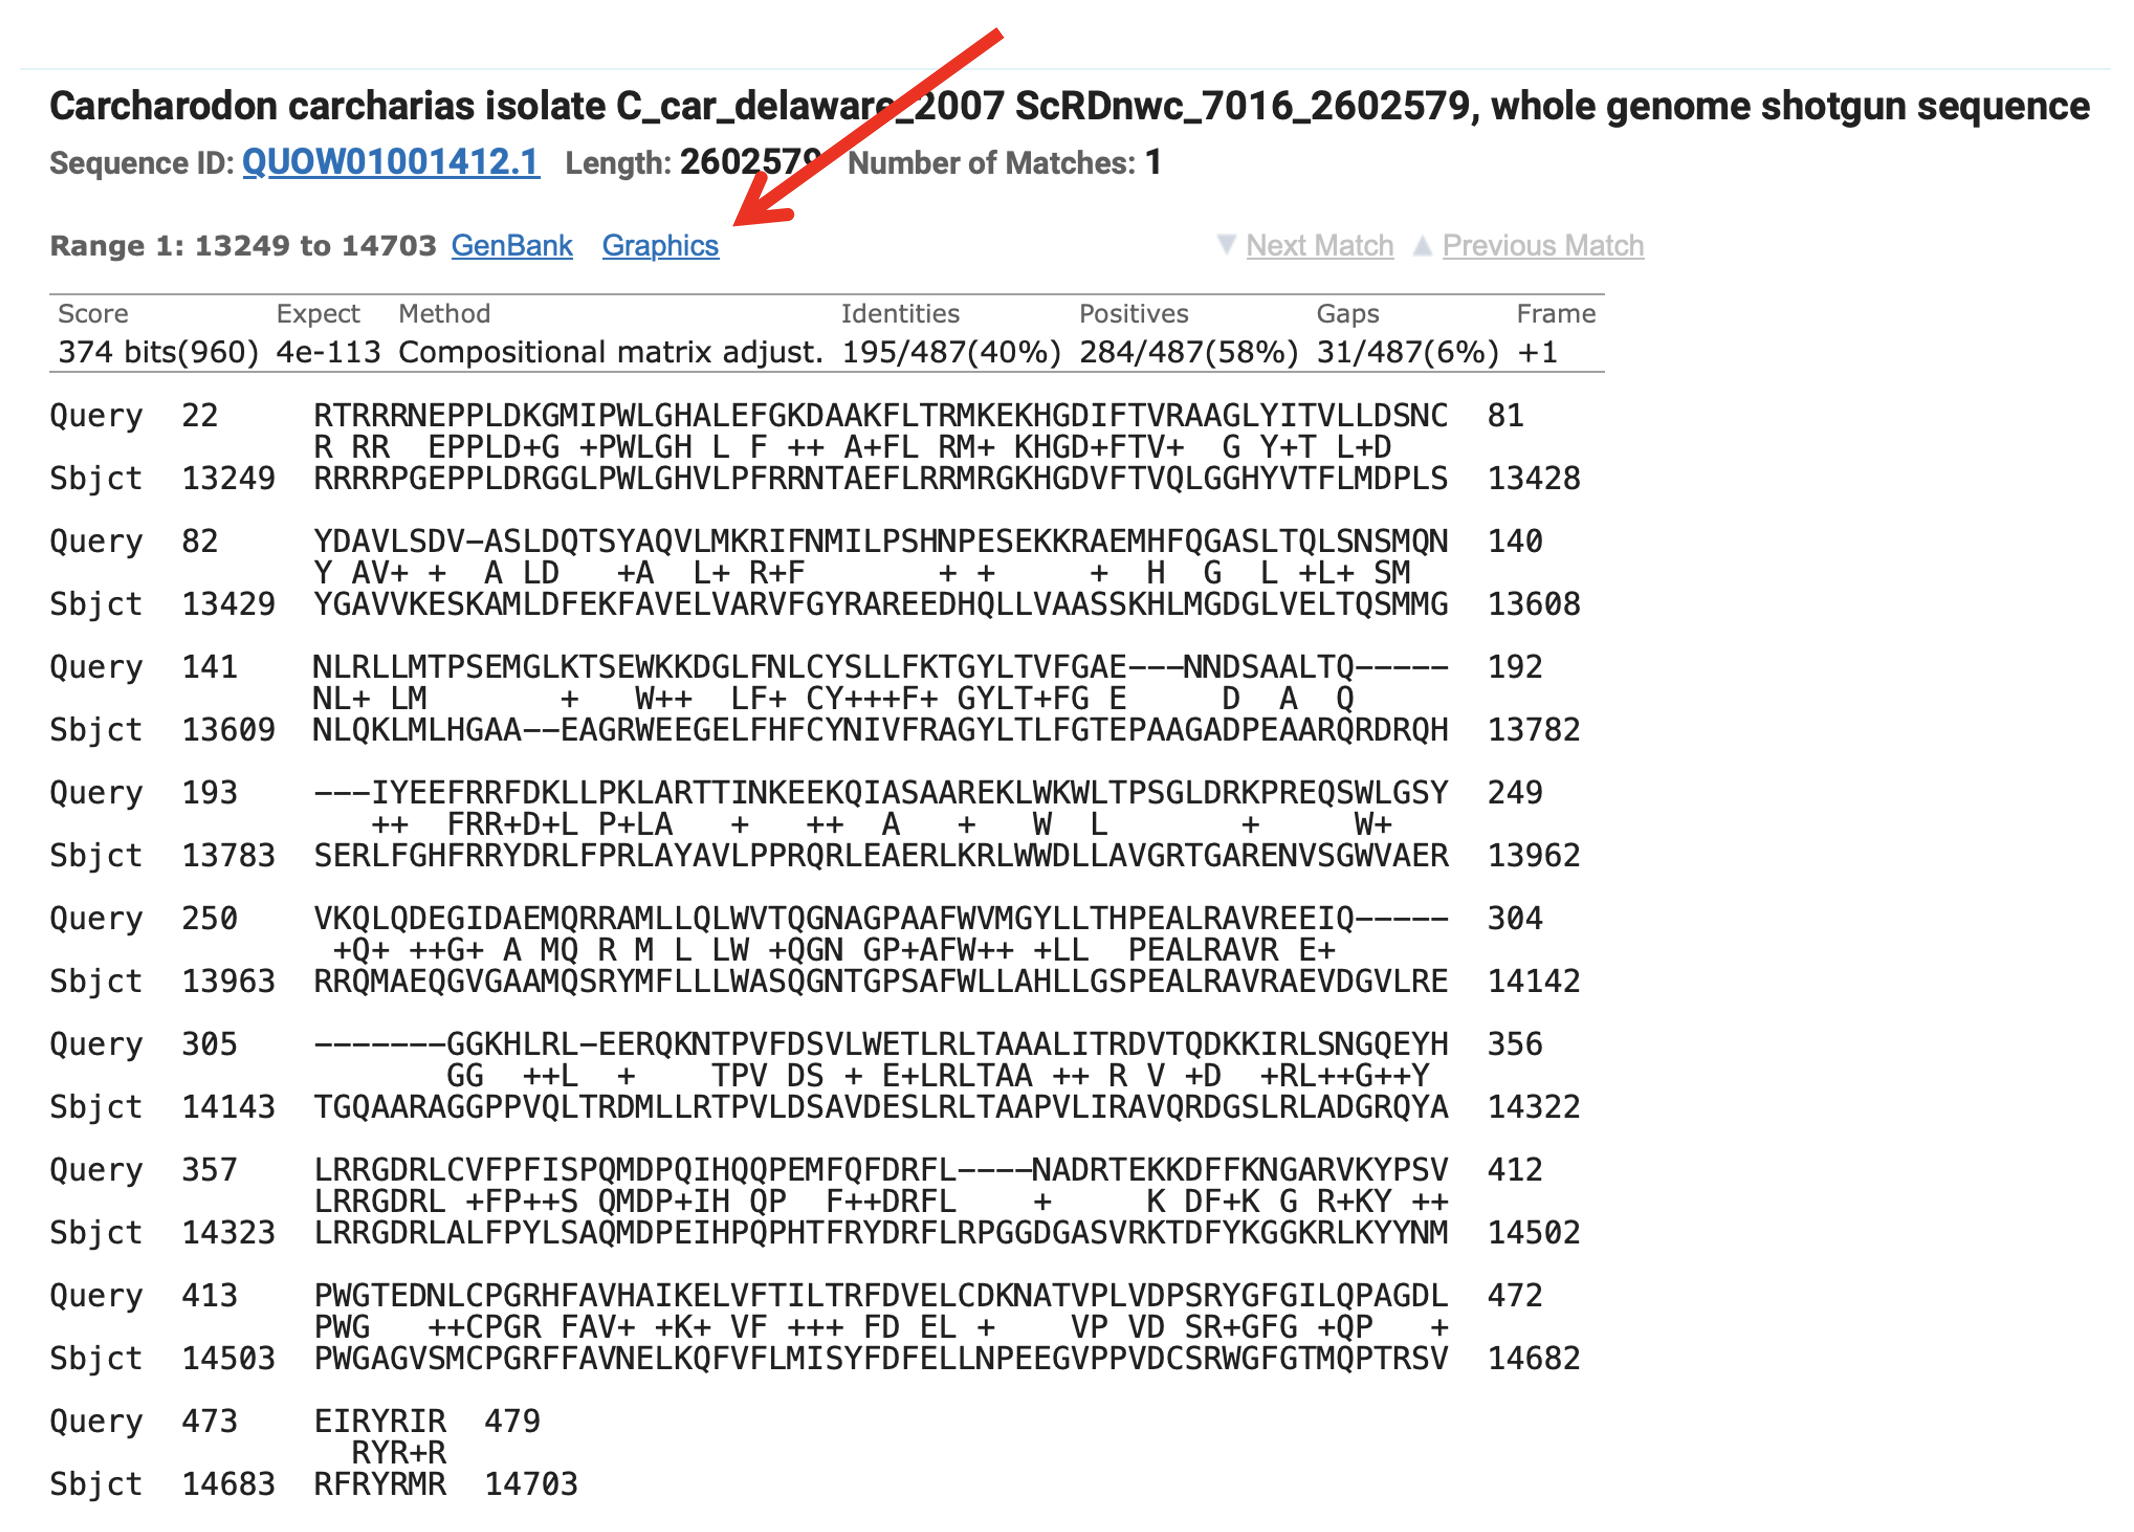 Carcharodon carcharias isolate C_car_delaware_2007 ScRDnwc_7016_2602579, whole genome shotgun sequence
Sequence ID: QUOW01001412.1 Length: 2602579 Number of Matches: 1
Range 1: 13249 to 14703 GenBank Graphics ▼ Next Match ▲ Previous Match
Score Expect Method Identities Positives Gaps Frame
374 bits(960) 4e-113 Compositional matrix adjust. 195/487(40%) 284/487(58%) 31/487(6%) +1
Query  22     RTRRRNEPPLDKGMIPWLGHALEFGKDAAKFLTRMKEKHGDIFTVRAAGLYITVLLDSNC  81
              R RR  EPPLD+G +PWLGH L F ++ A+FL RM+ KHGD+FTV+  G Y+T L+D
Sbjct  13249  RRRRPGEPPLDRGGLPWLGHVLPFRRNTAEFLRRMRGKHGDVFTVQLGGHYVTFLMDPLS  13428
Query  82     YDAVLSDV-ASLDQTSYAQVLMKRIFNMILPSHNPESEKKRAEMHFQGASLTQLSNSMQN  140
              Y AV+ +  A LD   +A  L+ R+F       + +     +  H  G  L +L+ SM
Sbjct  13429  YGAVVKESKAMLDFEKFAVELVARVFGYRAREEDHQLLVAASSKHLMGDGLVELTQSMMG  13608
Query  141    NLRLLMTPSEMGLKTSEWKKDGLFNLCYSLLFKTGYLTVFGAE---NNDSAALTQ-----  192
              NL+ LM       +   W++  LF+ CY+++F+ GYLT+FG E     D  A  Q
Sbjct  13609  NLQKLMLHGAA--EAGRWEEGELFHFCYNIVFRAGYLTLFGTEPAAGADPEAARQRDRQH  13782
Query  193    ---IYEEFRRFDKLLPKLARTTINKEEKQIASAAREKLWKWLTPSGLDRKPREQSWLGSY  249
                 ++  FRR+D+L P+LA   +   ++  A   +   W  L       +     W+
Sbjct  13783  SERLFGHFRRYDRLFPRLAYAVLPPRQRLEAERLKRLWWDLLAVGRTGARENVSGWVAER  13962
Query  250    VKQLQDEGIDAEMQRRAMLLQLWVTQGNAGPAAFWVMGYLLTHPEALRAVREEIQ-----  304
               +Q+ ++G+ A MQ R M L LW +QGN GP+AFW++ +LL  PEALRAVR E+
Sbjct  13963  RRQMAEQGVGAAMQSRYMFLLLWASQGNTGPSAFWLLAHLLGSPEALRAVRAEVDGVLRE  14142
Query  305    -------GGKHLRL-EERQKNTPVFDSVLWETLRLTAAALITRDVTQDKKIRLSNGQEYH  356
                     GG  ++L  +    TPV DS + E+LRLTAA ++ R V +D  +RL++G++Y
Sbjct  14143  TGQAARAGGPPVQLTRDMLLRTPVLDSAVDESLRLTAAPVLIRAVQRDGSLRLADGRQYA  14322
Query  357    LRRGDRLCVFPFISPQMDPQIHQQPEMFQFDRFL----NADRTEKKDFFKNGARVKYPSV  412
              LRRGDRL +FP++S QMDP+IH QP  F++DRFL    +     K DF+K G R+KY ++
Sbjct  14323  LRRGDRLALFPYLSAQMDPEIHPQPHTFRYDRFLRPGGDGASVRKTDFYKGGKRLKYYNM  14502
Query  413    PWGTEDNLCPGRHFAVHAIKELVFTILTRFDVELCDKNATVPLVDPSRYGFGILQPAGDL  472
              PWG   ++CPGR FAV+ +K+ VF +++ FD EL +    VP VD SR+GFG +QP   +
Sbjct  14503  PWGAGVSMCPGRFFAVNELKQFVFLMISYFDFELLNPEEGVPPVDCSRWGFGTMQPTRSV  14682
Query  473    EIRYRIR  479
                RYR+R
Sbjct  14683  RFRYRMR  14703